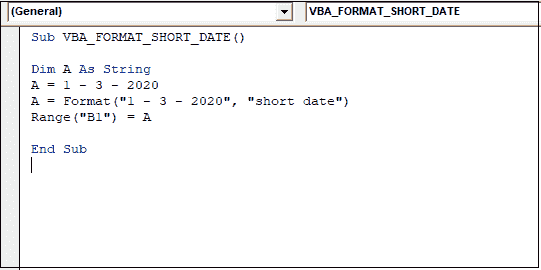 (General) VBA_FORMAT_SHORT_DATE
Sub VBA_FORMAT_SHORT_DATE()
Dim A As String
A = 1 - 3 - 2020
A = Format("1 - 3 - 2020", "short date")
Range("B1") = A
End Sub